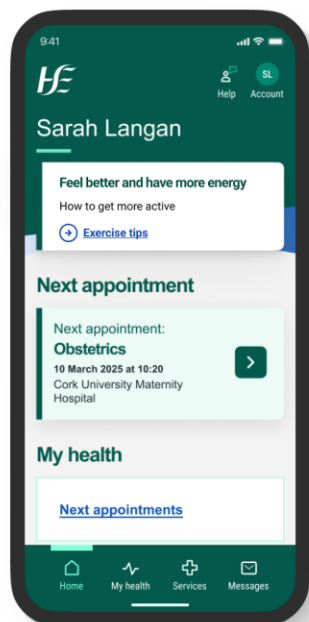 9:41
HSE
Help
SL
Account
Sarah Langan
Feel better and have more energy
How to get more active
Exercise tips
Next appointment
Next appointment:
Obstetrics
10 March 2025 at 10:20
Cork University Maternity
Hospital
My health
Next appointments
Home
My health
Services
Messages